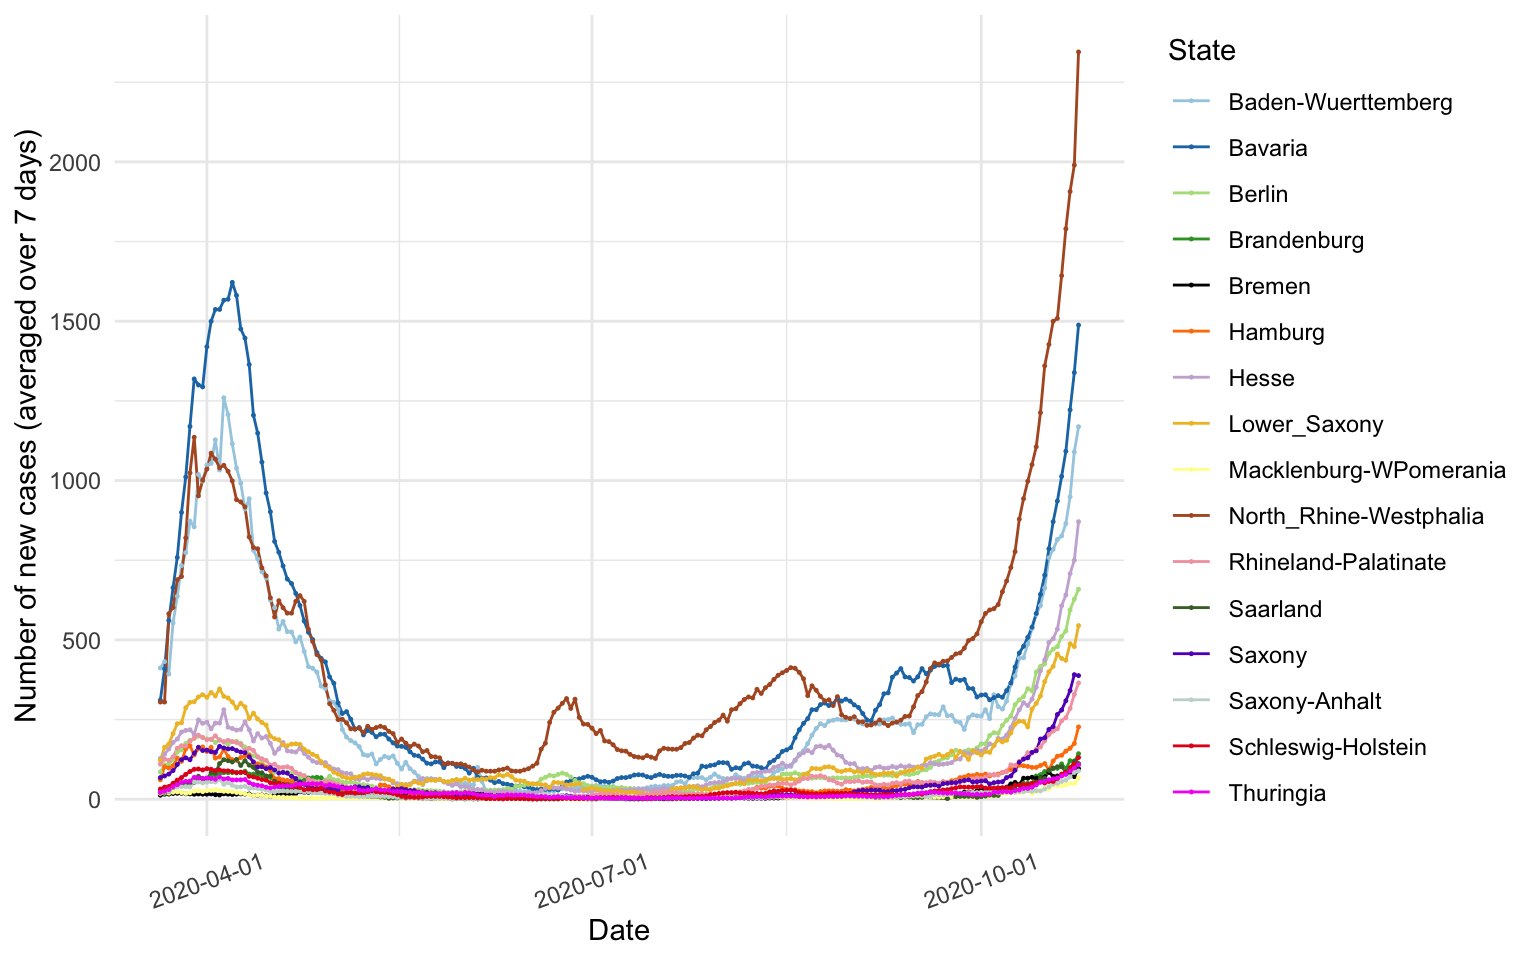 Number of new cases (averaged over 7 days)
2000
1500
1000
500
0
2020-04-01
2020-07-01
2020-10-01
Date
State
Baden-Wuerttemberg
Bavaria
Berlin
Brandenburg
Bremen
Hamburg
Hesse
Lower_Saxony
Macklenburg-WPomerania
North_Rhine-Westphalia
Rhineland-Palatinate
Saarland
Saxony
Saxony-Anhalt
Schleswig-Holstein
Thuringia